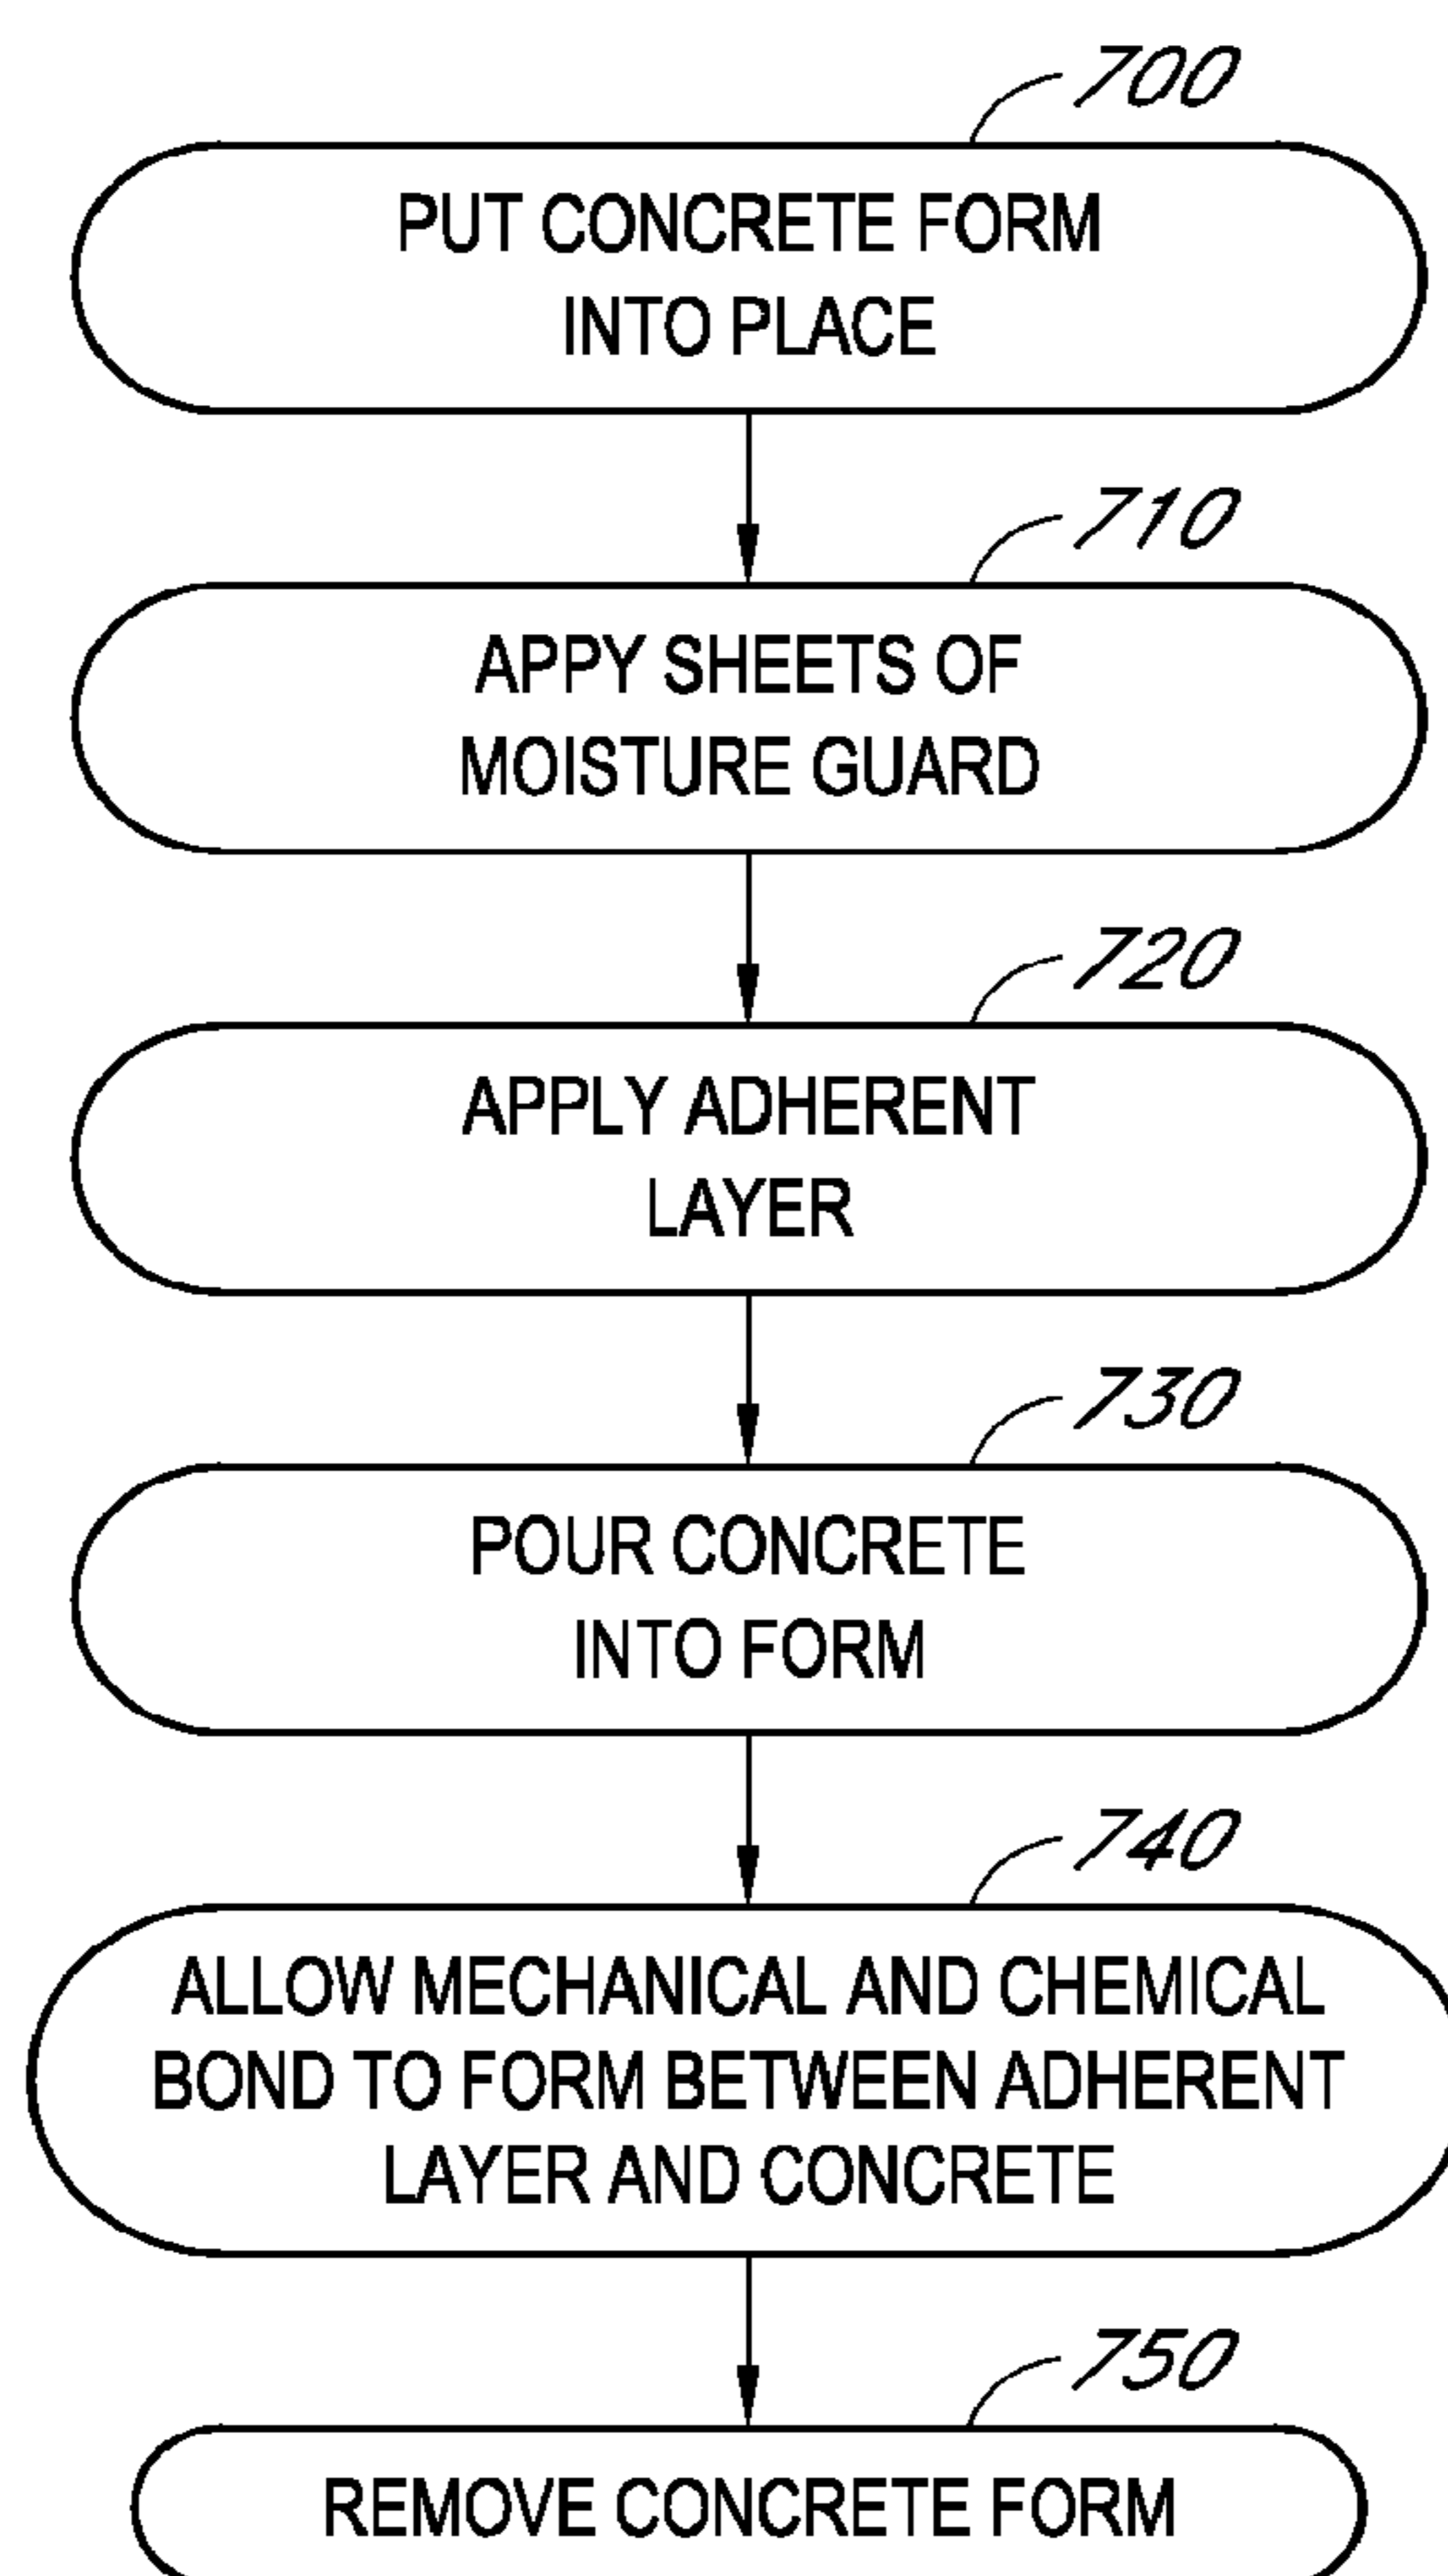 700
PUT CONCRETE FORM
INTO PLACE
710
APPY SHEETS OF
MOISTURE GUARD
720
APPLY ADHERENT
LAYER
730
POUR CONCRETE
INTO FORM
740
ALLOW MECHANICAL AND CHEMICAL
BOND TO FORM BETWEEN ADHERENT
LAYER AND CONCRETE
750
REMOVE CONCRETE FORM